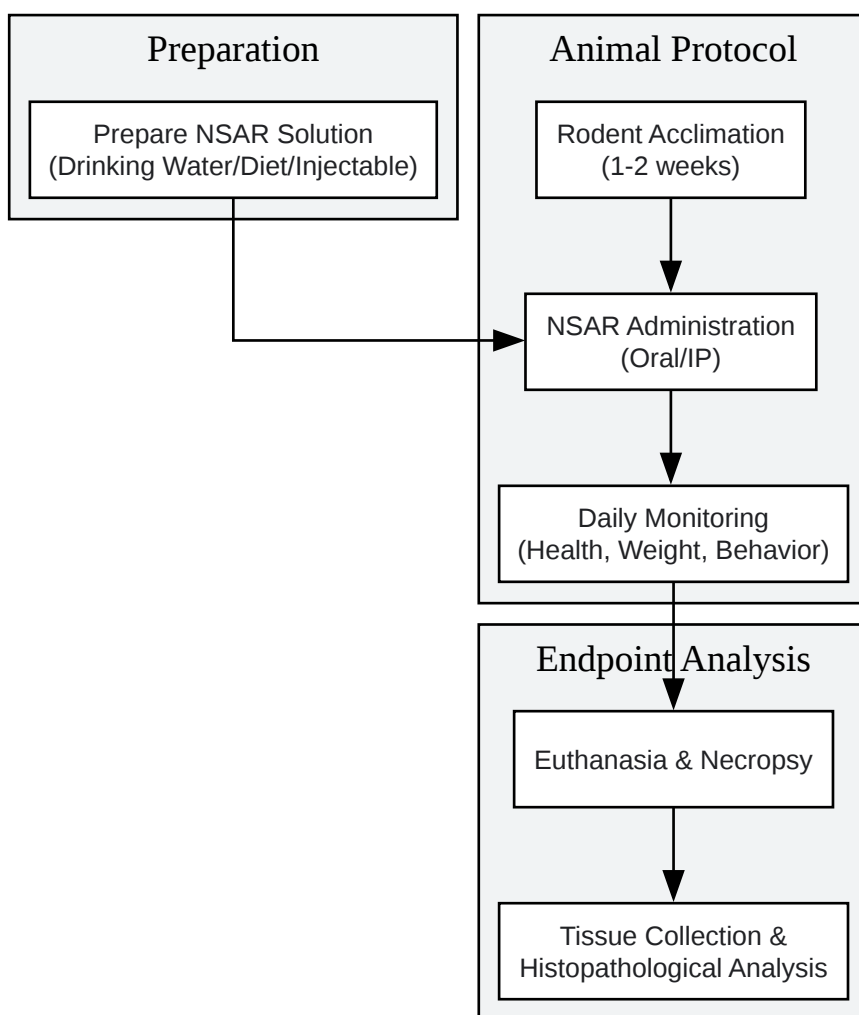 Preparation
Prepare NSAR Solution
(Drinking Water/Diet/Injectable)
Animal Protocol
Rodent Acclimation
(1-2 weeks)
NSAR Administration
(Oral/IP)
Daily Monitoring
(Health, Weight, Behavior)
Endpoint Analysis
Euthanasia & Necropsy
Tissue Collection &
Histopathological Analysis